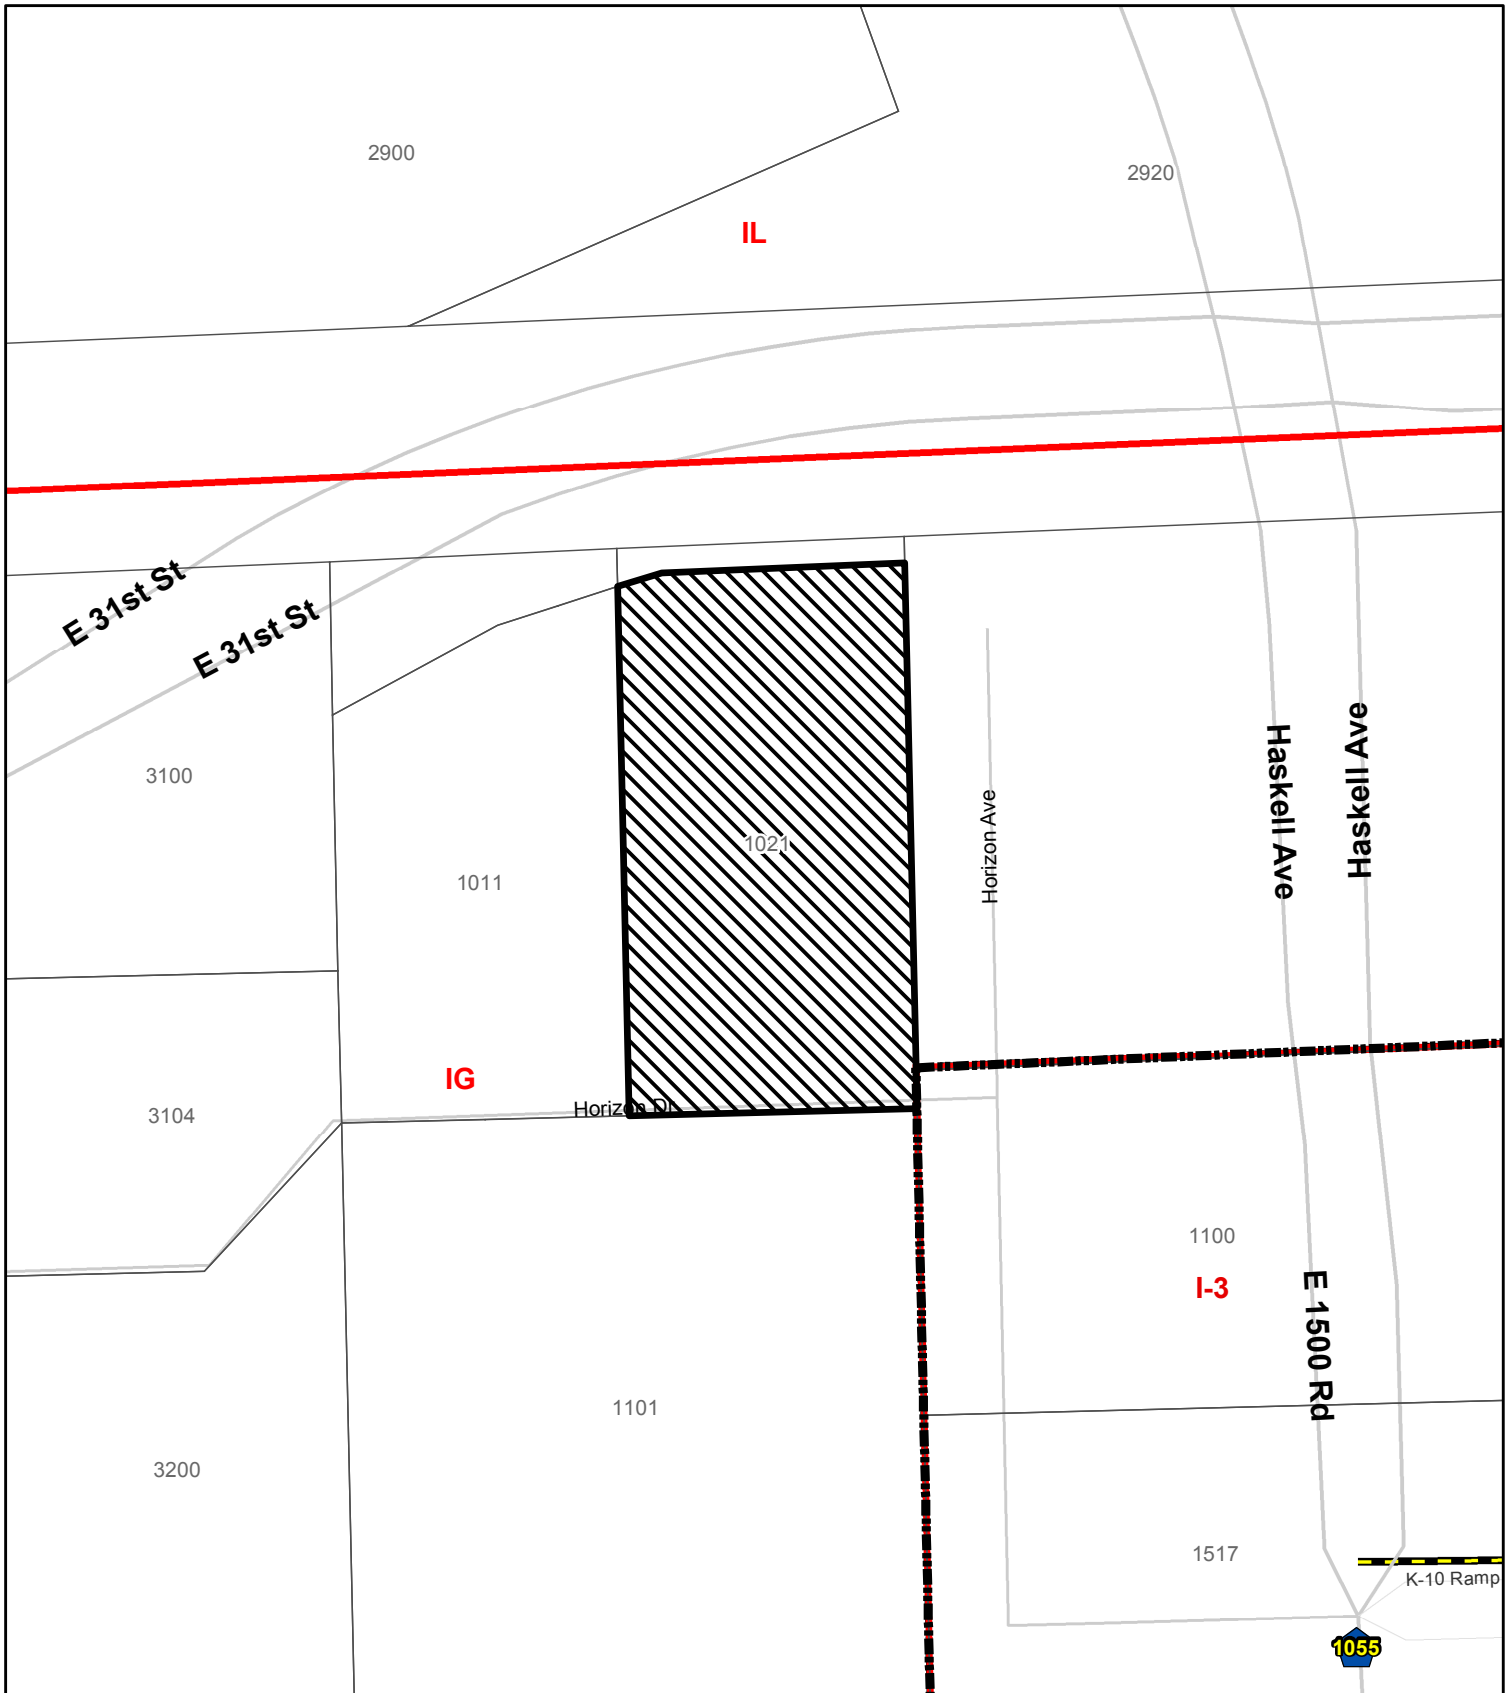 2900
2920
IL
E 31st St
E 31st St
3100
1011
1021
Horizon Ave
Haskell Ave
Haskell Ave
IG
Horizon Dr
3104
1100
I-3
E 1500 Rd
1101
3200
1517
K-10 Ramp
1055